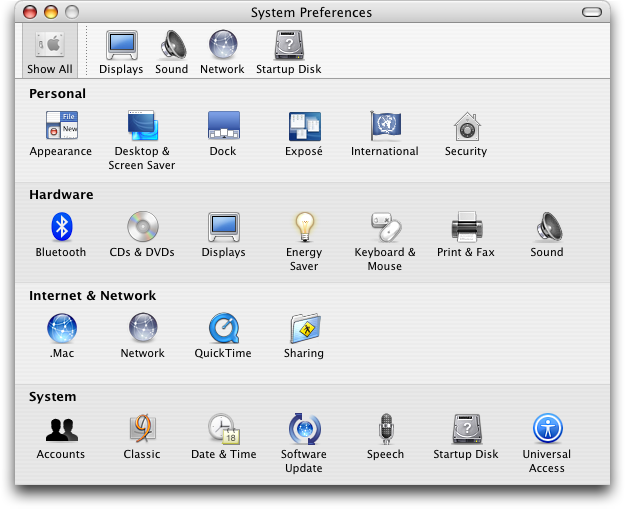 System Preferences
Show All Displays Sound Network Startup Disk
Personal
File
New
Appearance Desktop & Dock Exposé International Security
Screen Saver
Hardware
Bluetooth CDs & DVDs Displays Energy Keyboard & Print & Fax Sound
Saver Mouse
Internet & Network
.Mac Network QuickTime Sharing
System
9
18
Accounts Classic Date & Time Software Speech Startup Disk Universal
Update Access